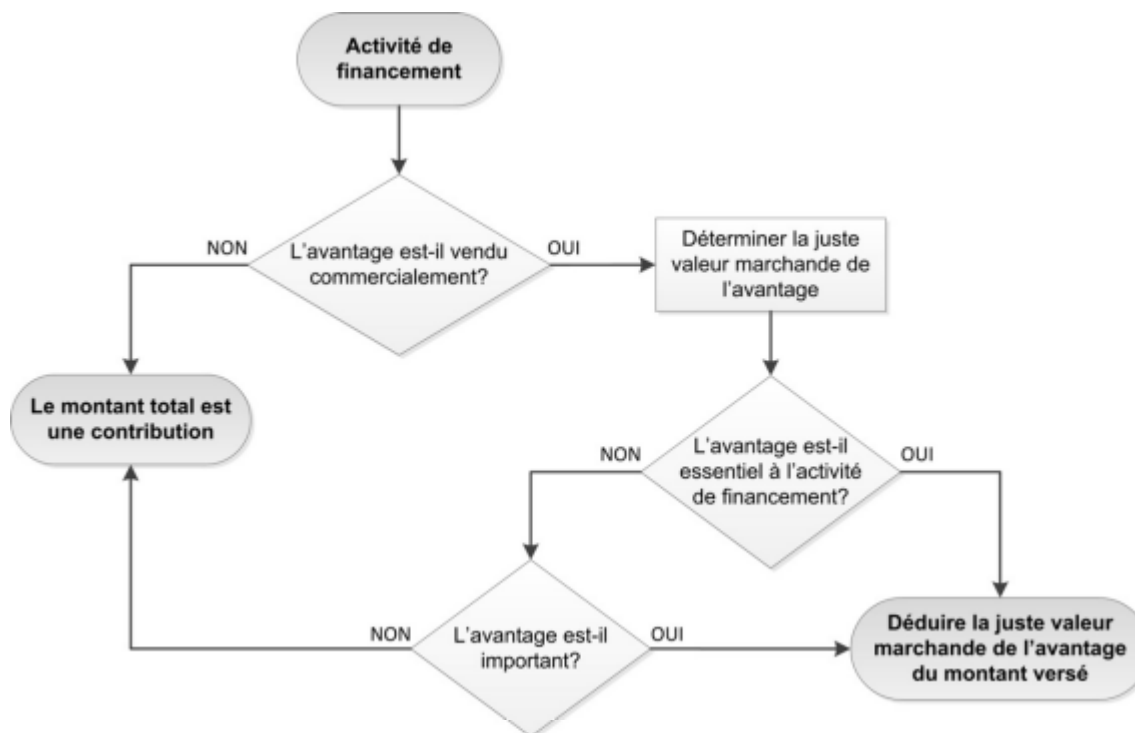 Activité de
financement
NON
L'avantage est-il vendu
commercialement?
OUI
Déterminer la juste
valeur marchande de
l'avantage
Le montant total est
une contribution
NON
L'avantage est-il
essentiel à l'activité
de financement?
OUI
NON
L'avantage est-il
important?
OUI
Déduire la juste valeur
marchande de l'avantage
du montant versé